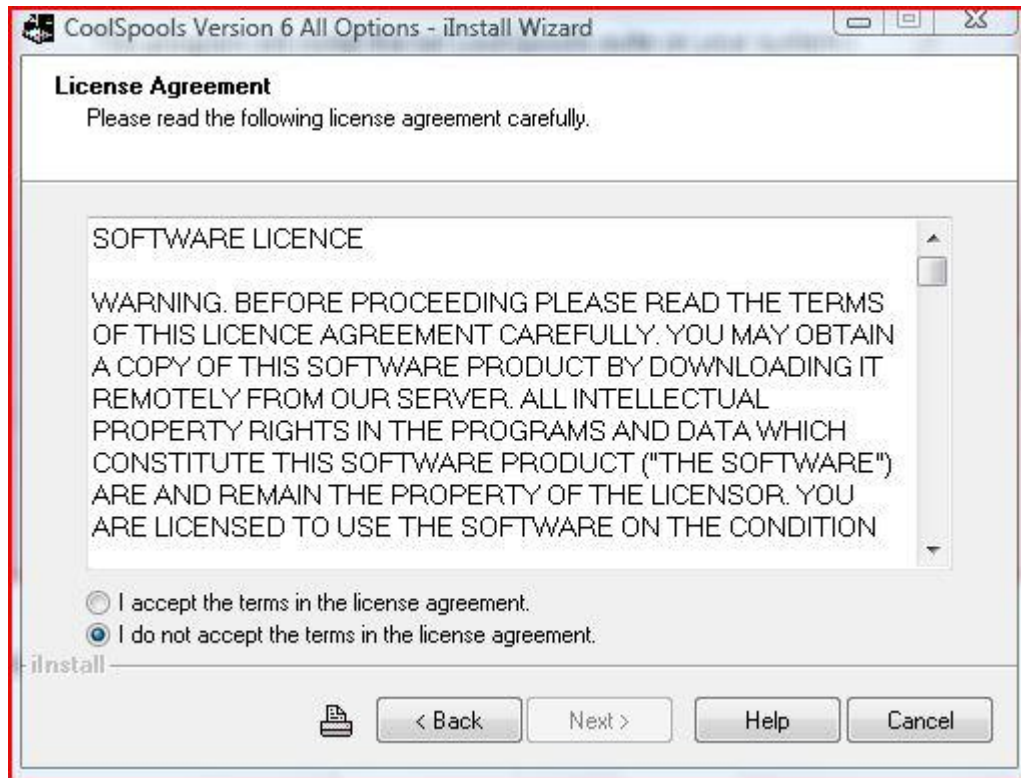 CoolSpools Version 6 All Options - iInstall Wizard
License Agreement
Please read the following license agreement carefully.
SOFTWARE LICENCE
WARNING. BEFORE PROCEEDING PLEASE READ THE TERMS
OF THIS LICENCE AGREEMENT CAREFULLY. YOU MAY OBTAIN
A COPY OF THIS SOFTWARE PRODUCT BY DOWNLOADING IT
REMOTELY FROM OUR SERVER. ALL INTELLECTUAL
PROPERTY RIGHTS IN THE PROGRAMS AND DATA WHICH
CONSTITUTE THIS SOFTWARE PRODUCT ("THE SOFTWARE")
ARE AND REMAIN THE PROPERTY OF THE LICENSOR. YOU
ARE LICENSED TO USE THE SOFTWARE ON THE CONDITION
I accept the terms in the license agreement.
I do not accept the terms in the license agreement.
iInstall
< Back Next > Help Cancel